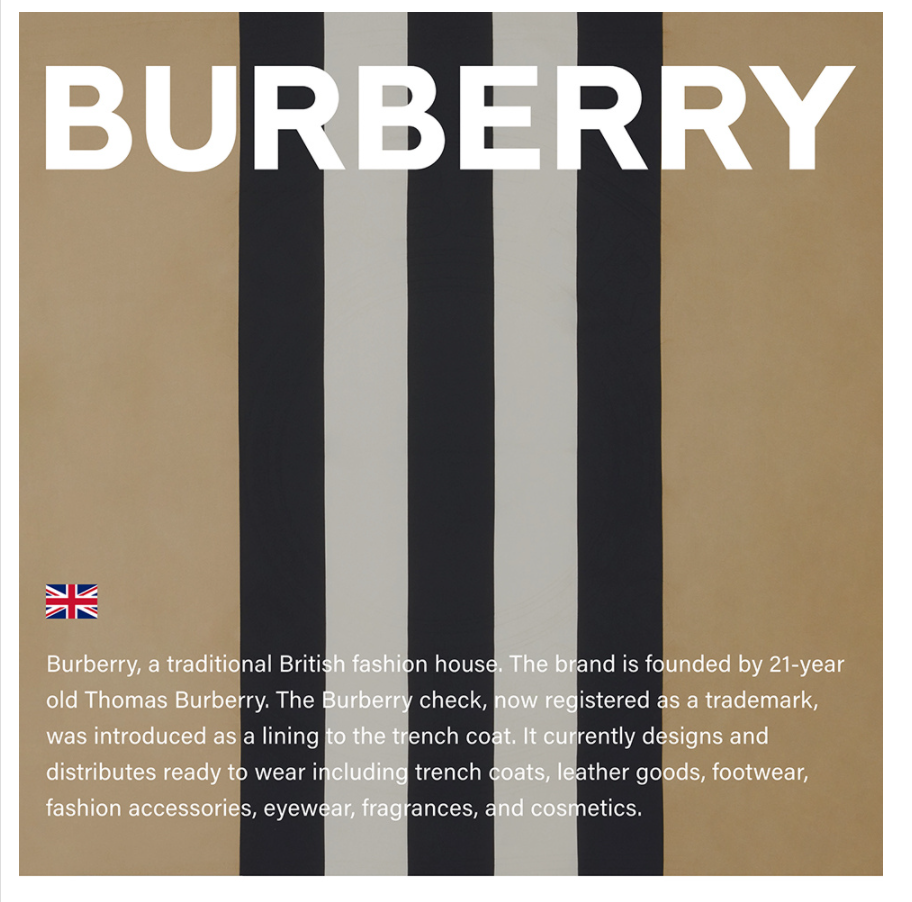 BURBERRY
Burberry, a traditional British fashion house. The brand is founded by 21-year
old Thomas Burberry. The Burberry check, now registered as a trademark,
was introduced as a lining to the trench coat. It currently designs and
distributes ready to wear including trench coats, leather goods, footwear,
fashion accessories, eyewear, fragrances, and cosmetics.